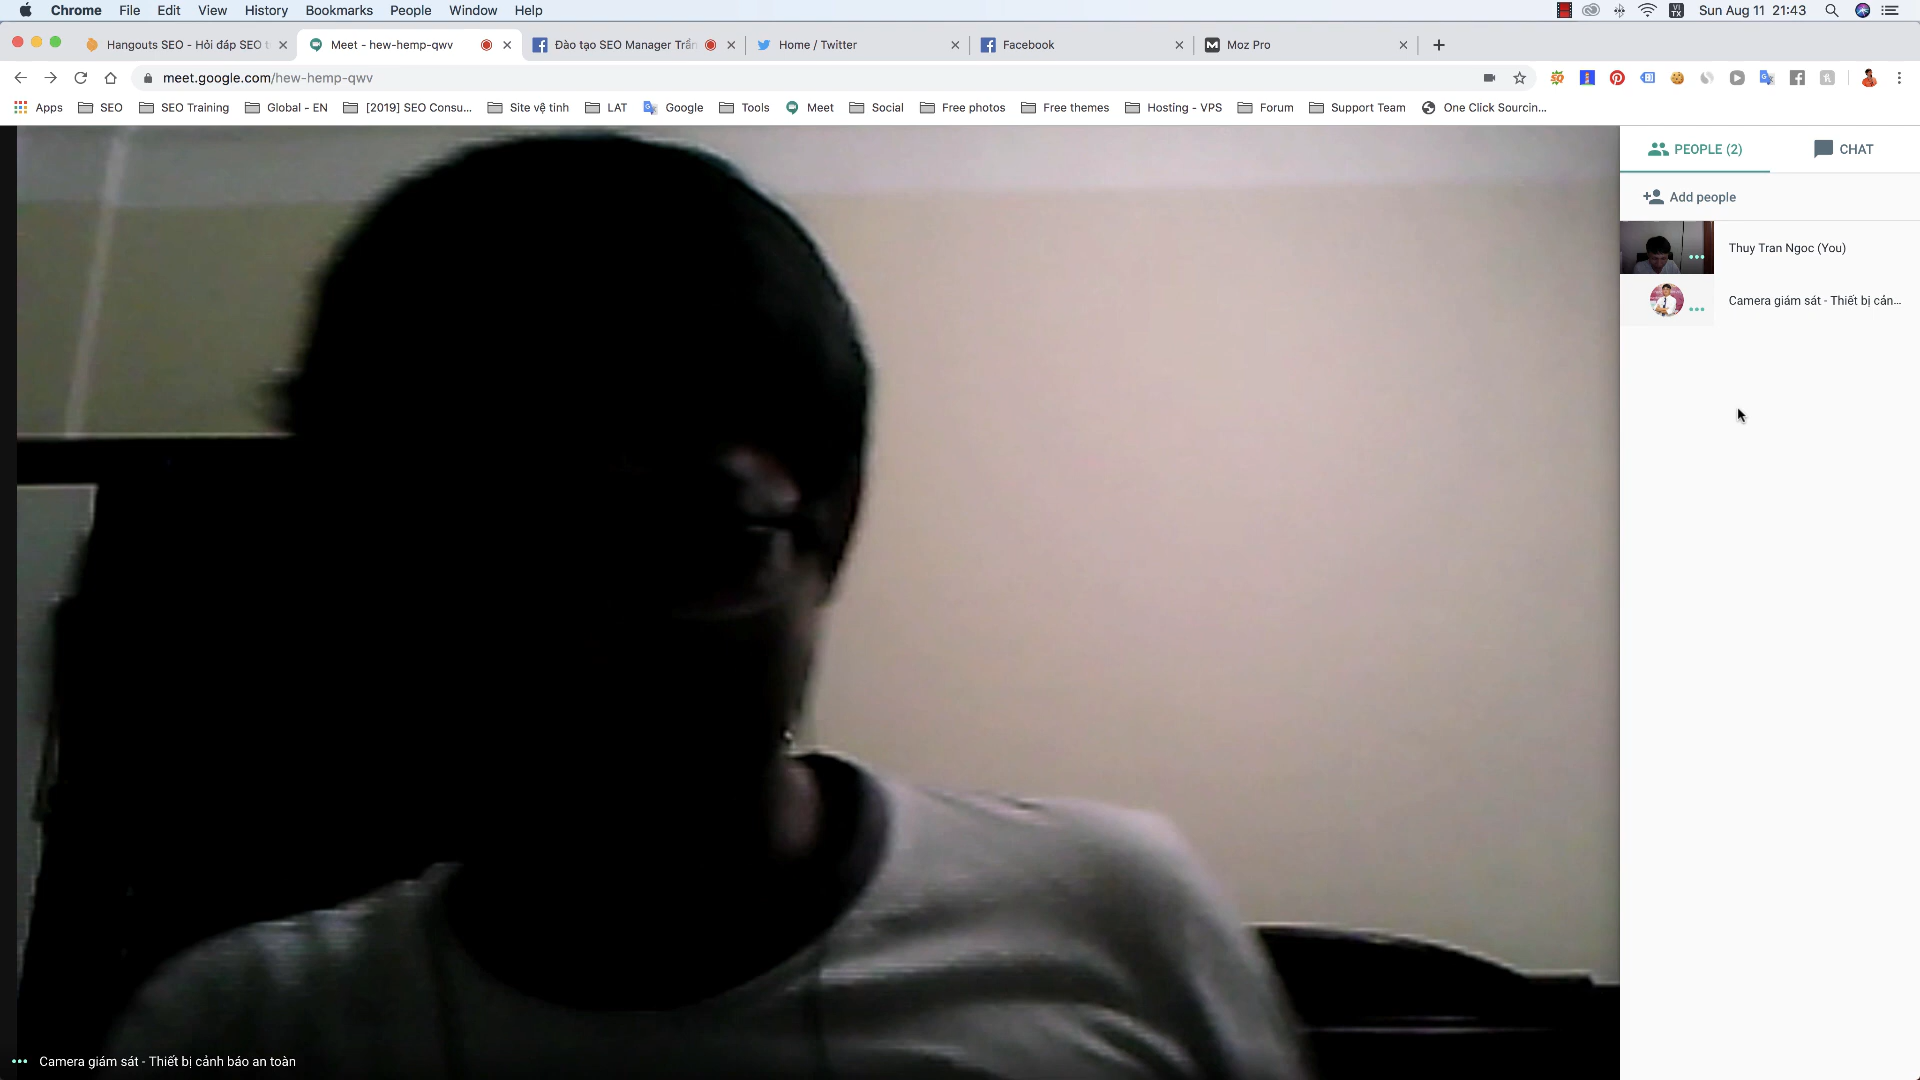 Chrome File Edit View History Bookmarks People Window Help Sun Aug 11 21:43
Hangouts SEO - Hỏi đáp SEO t Meet - hew-hemp-qwv Đào tạo SEO Manager Trần Home / Twitter Facebook Moz Pro
meet.google.com/hew-hemp-qwv
Apps SEO SEO Training Global - EN [2019] SEO Consu... Site vệ tinh LAT Google Tools Meet Social Free photos Free themes Hosting - VPS Forum Support Team One Click Sourcin...
PEOPLE (2) CHAT
Add people
Thuy Tran Ngoc (You)
Camera giám sát - Thiết bị cản...
Camera giám sát - Thiết bị cảnh báo an toàn